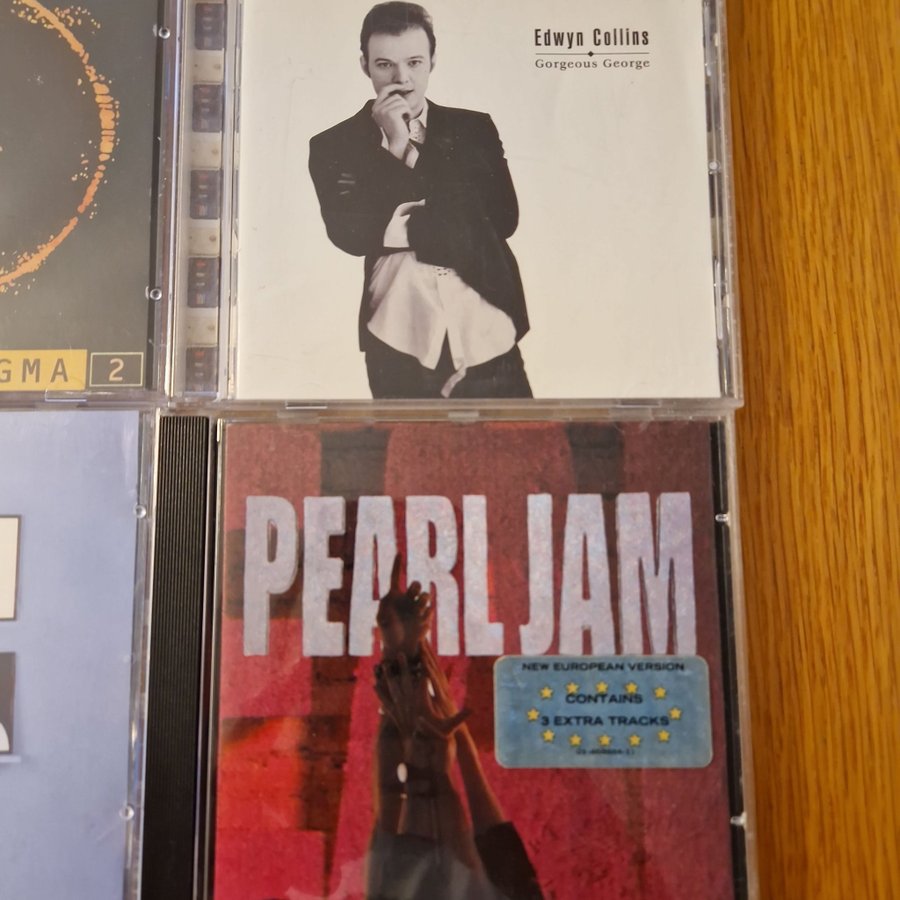 Edwyn Collins
Gorgeous George
GMA 2
PEARL JAM
NEW EUROPEAN VERSION
CONTAINS
3 EXTRA TRACKS